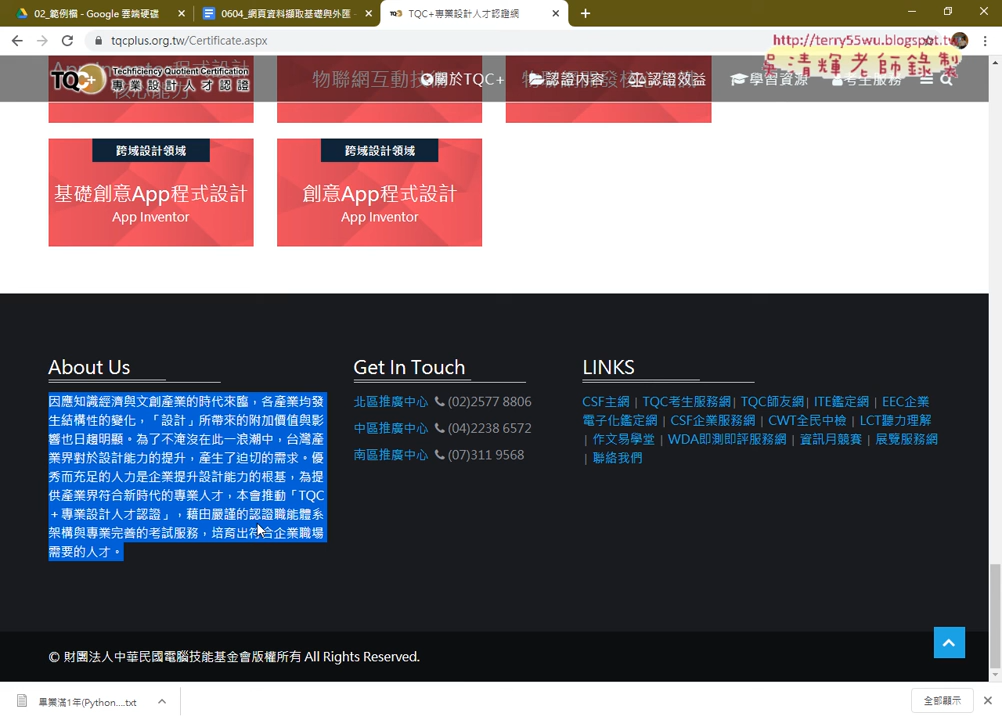 02_範例檔 - Google 雲端硬碟
0604_網頁資料擷取基礎與外匯
TQC+專業設計人才認證網
tqcplus.org.tw/Certificate.aspx
http://terry55wu.blogspot.tw
吳清輝老師錄製
TQC+ Techficiency Quotient Certification
專業設計人才認證
關於TQC+
認證內容
認證效益
學習資源
考生服務
跨域設計領域
基礎創意App程式設計
App Inventor
跨域設計領域
創意App程式設計
App Inventor
About Us
因應知識經濟與文創產業的時代來臨，各產業均發
生結構性的變化，「設計」所帶來的附加價值與影
響也日趨明顯。為了不淹沒在此一浪潮中，台灣產
業界對於設計能力的提升，產生了迫切的需求。優
秀而充足的人力是企業提升設計能力的根基，為提
供產業界符合新時代的專業人才，本會推動「TQC
＋專業設計人才認證」，藉由嚴謹的認證職能體系
架構與專業完善的考試服務，培育出符合企業職場
需要的人才。
Get In Touch
北區推廣中心 (02)2577 8806
中區推廣中心 (04)2238 6572
南區推廣中心 (07)311 9568
LINKS
CSF主網 | TQC考生服務網| TQC師友網| ITE鑑定網 | EEC企業
電子化鑑定網 | CSF企業服務網 | CWT全民中檢 | LCT聽力理解
| 作文易學堂 | WDA即測即評服務網 | 資訊月競賽 | 展覽服務網
| 聯絡我們
© 財團法人中華民國電腦技能基金會版權所有 All Rights Reserved.
畢業滿1年(Python....txt
全部顯示